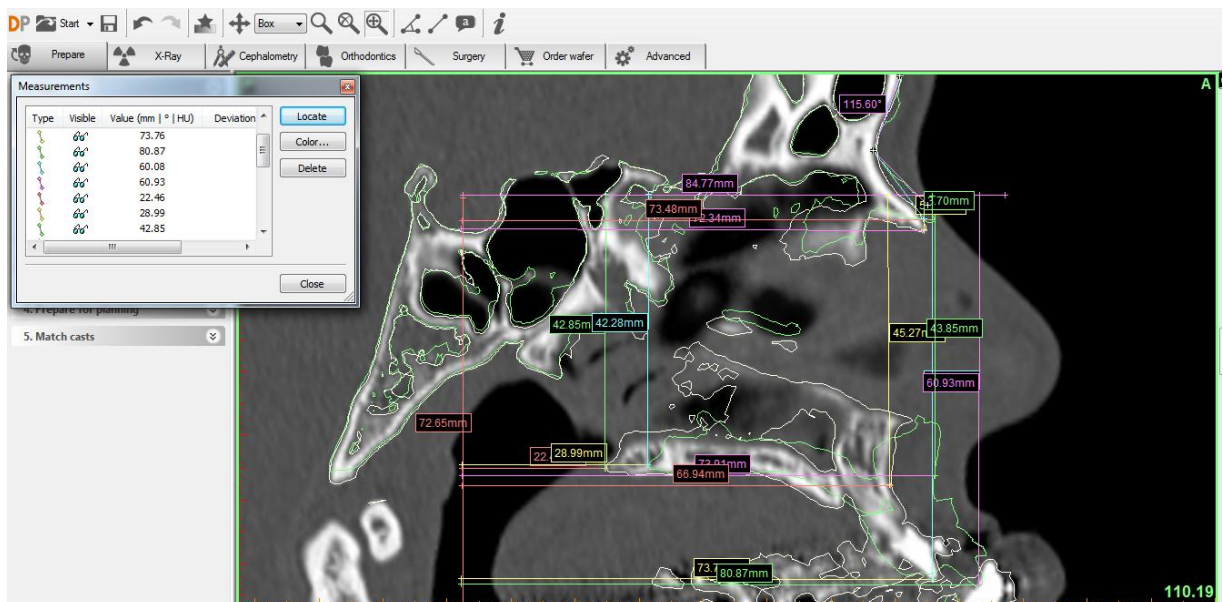 DP Start Box
Prepare X-Ray Cephalometry Orthodontics Surgery Order wafer Advanced
Measurements
Type Visible Value (mm | ° | HU) Deviation
73.76
80.87
60.08
60.93
22.46
28.99
42.85
Locate
Color...
Delete
Close
4. Prepare for planning
5. Match casts
A
115.60°
84.77mm
73.48mm
3.70mm
42.85m
42.28mm
45.27m
43.85mm
60.93mm
72.65mm
28.99mm
66.94mm
80.87mm
110.19